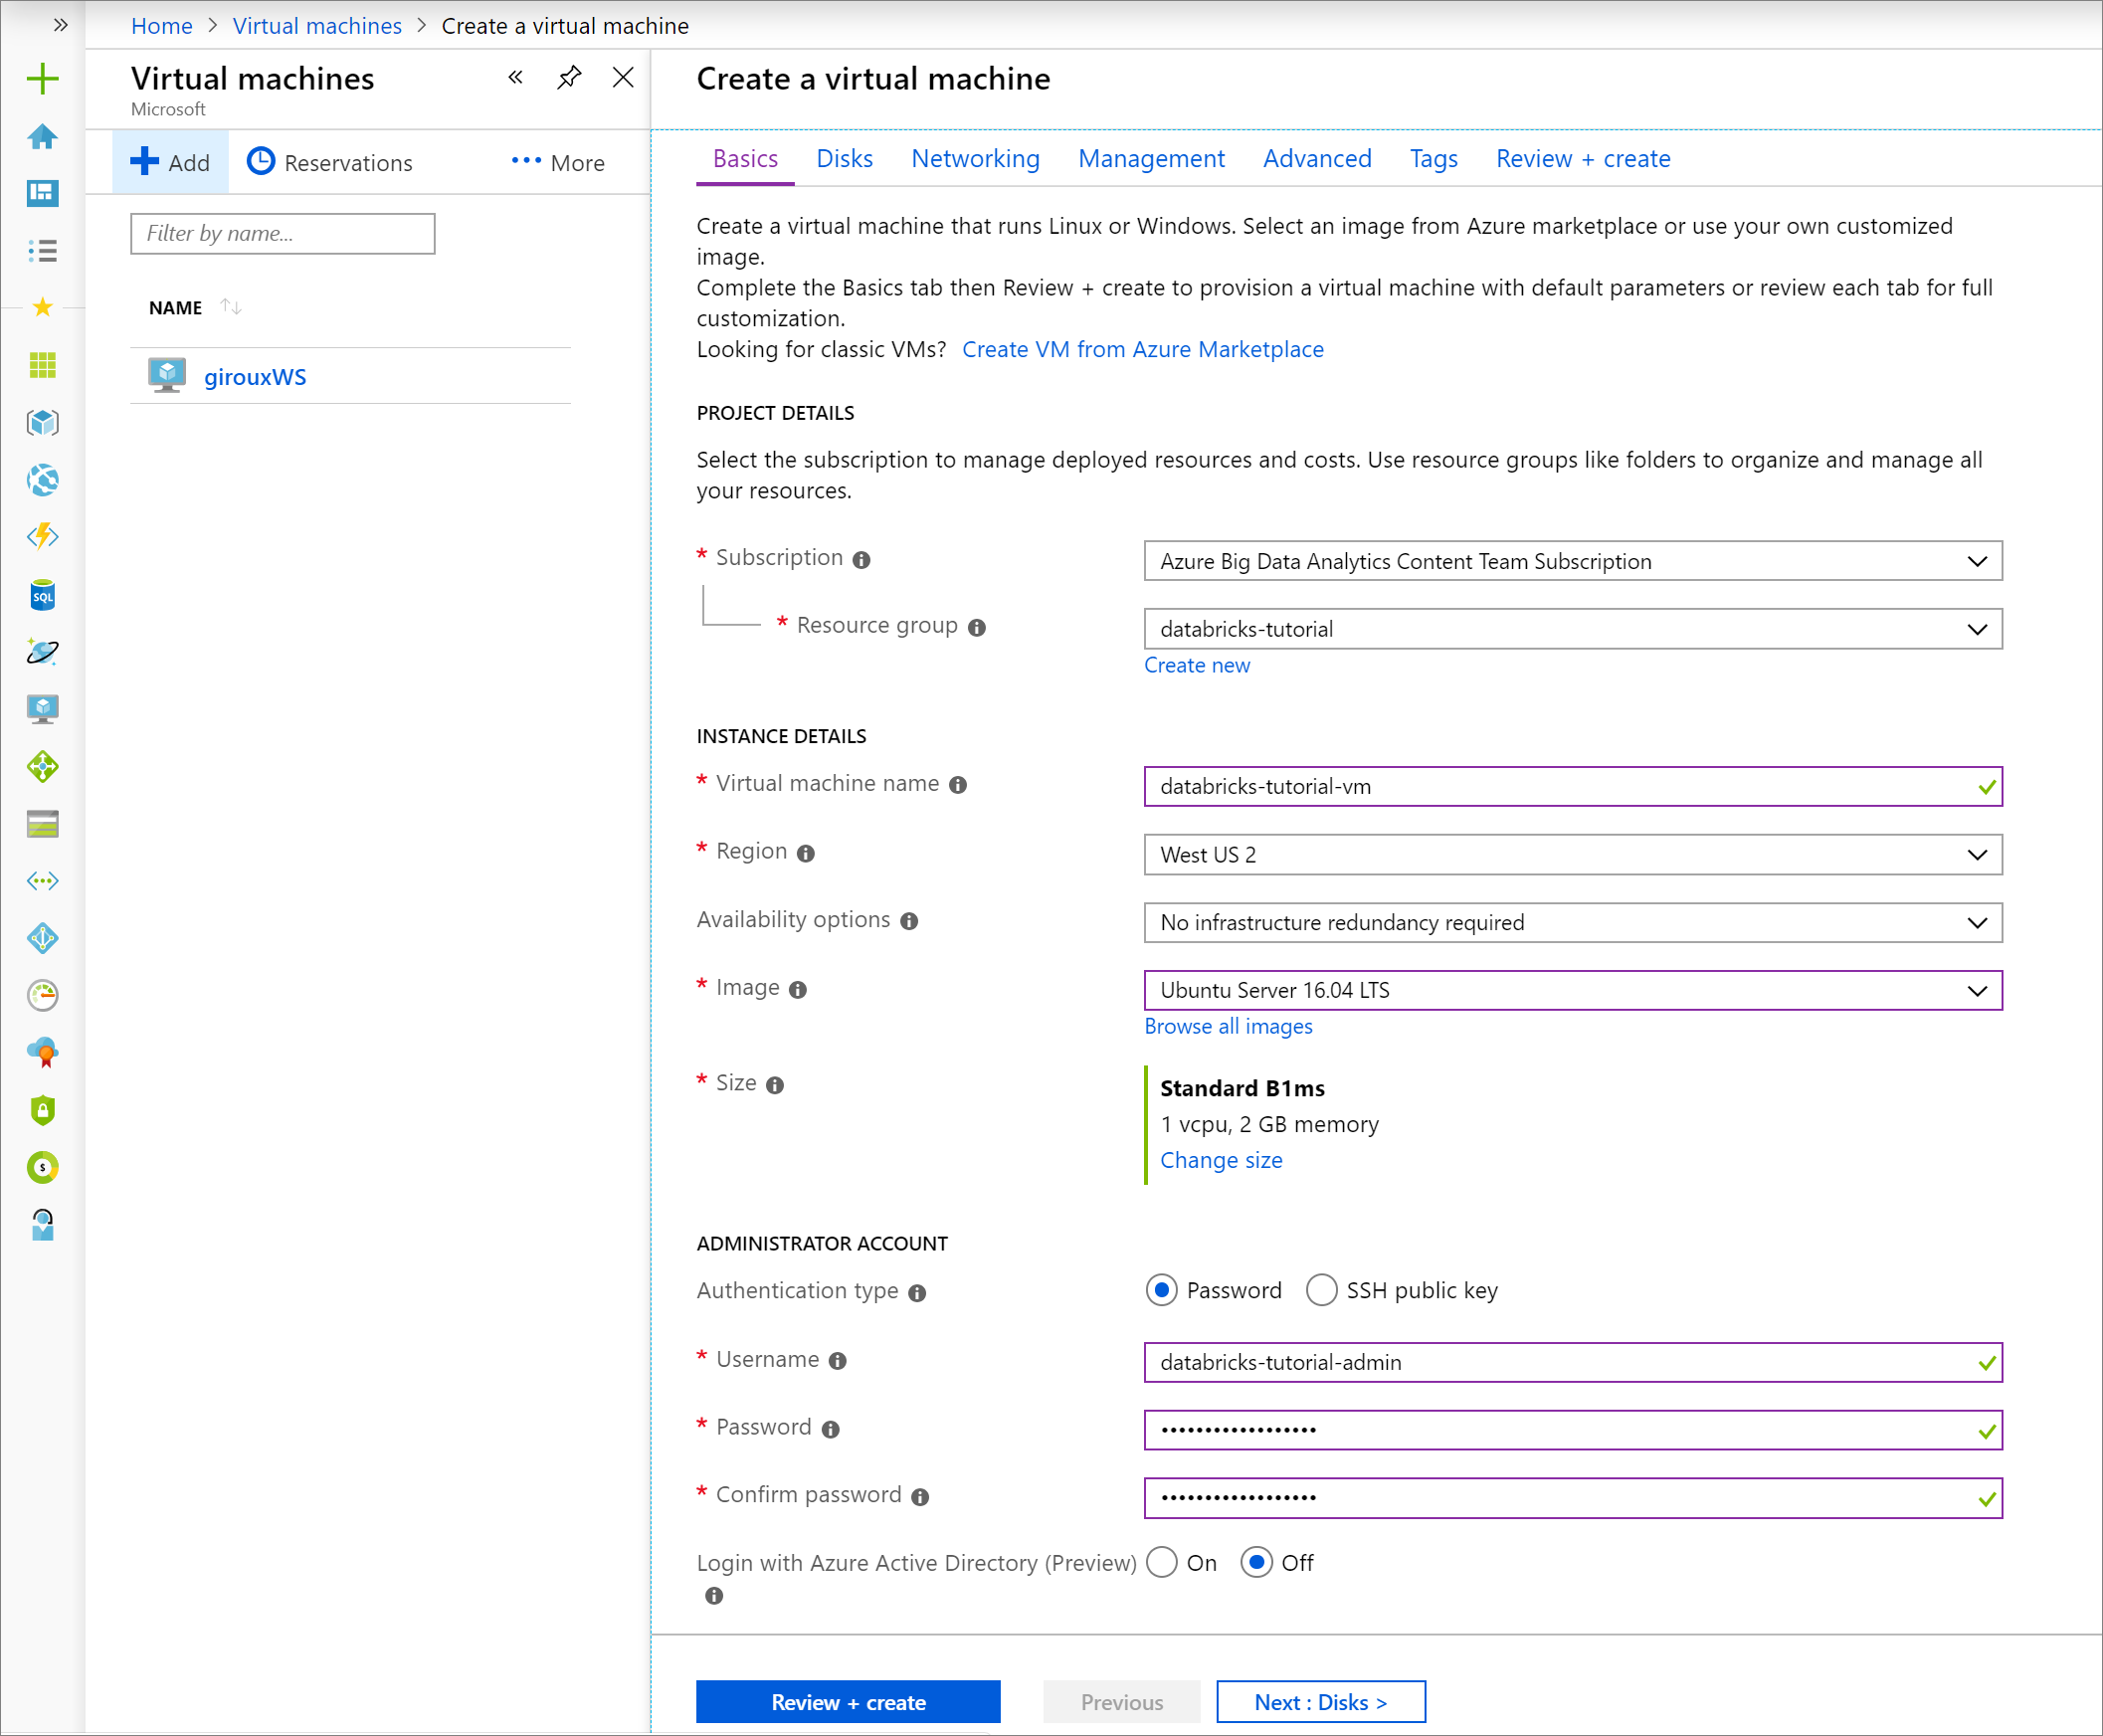 Home > Virtual machines > Create a virtual machine
Virtual machines
Microsoft
Add
Reservations
More
Filter by name...
NAME
girouxWS
SQL
$
Create a virtual machine
Basics Disks Networking Management Advanced Tags Review + create
Create a virtual machine that runs Linux or Windows. Select an image from Azure marketplace or use your own customized
image.
Complete the Basics tab then Review + create to provision a virtual machine with default parameters or review each tab for full
customization.
Looking for classic VMs? Create VM from Azure Marketplace
PROJECT DETAILS
Select the subscription to manage deployed resources and costs. Use resource groups like folders to organize and manage all
your resources.
* Subscription Azure Big Data Analytics Content Team Subscription
* Resource group databricks-tutorial
Create new
INSTANCE DETAILS
* Virtual machine name databricks-tutorial-vm
* Region West US 2
Availability options No infrastructure redundancy required
* Image Ubuntu Server 16.04 LTS
Browse all images
* Size Standard B1ms
1 vcpu, 2 GB memory
Change size
ADMINISTRATOR ACCOUNT
Authentication type Password SSH public key
* Username databricks-tutorial-admin
* Password ••••••••••••••••••
* Confirm password ••••••••••••••••••
Login with Azure Active Directory (Preview) On Off
Review + create
Previous
Next : Disks >